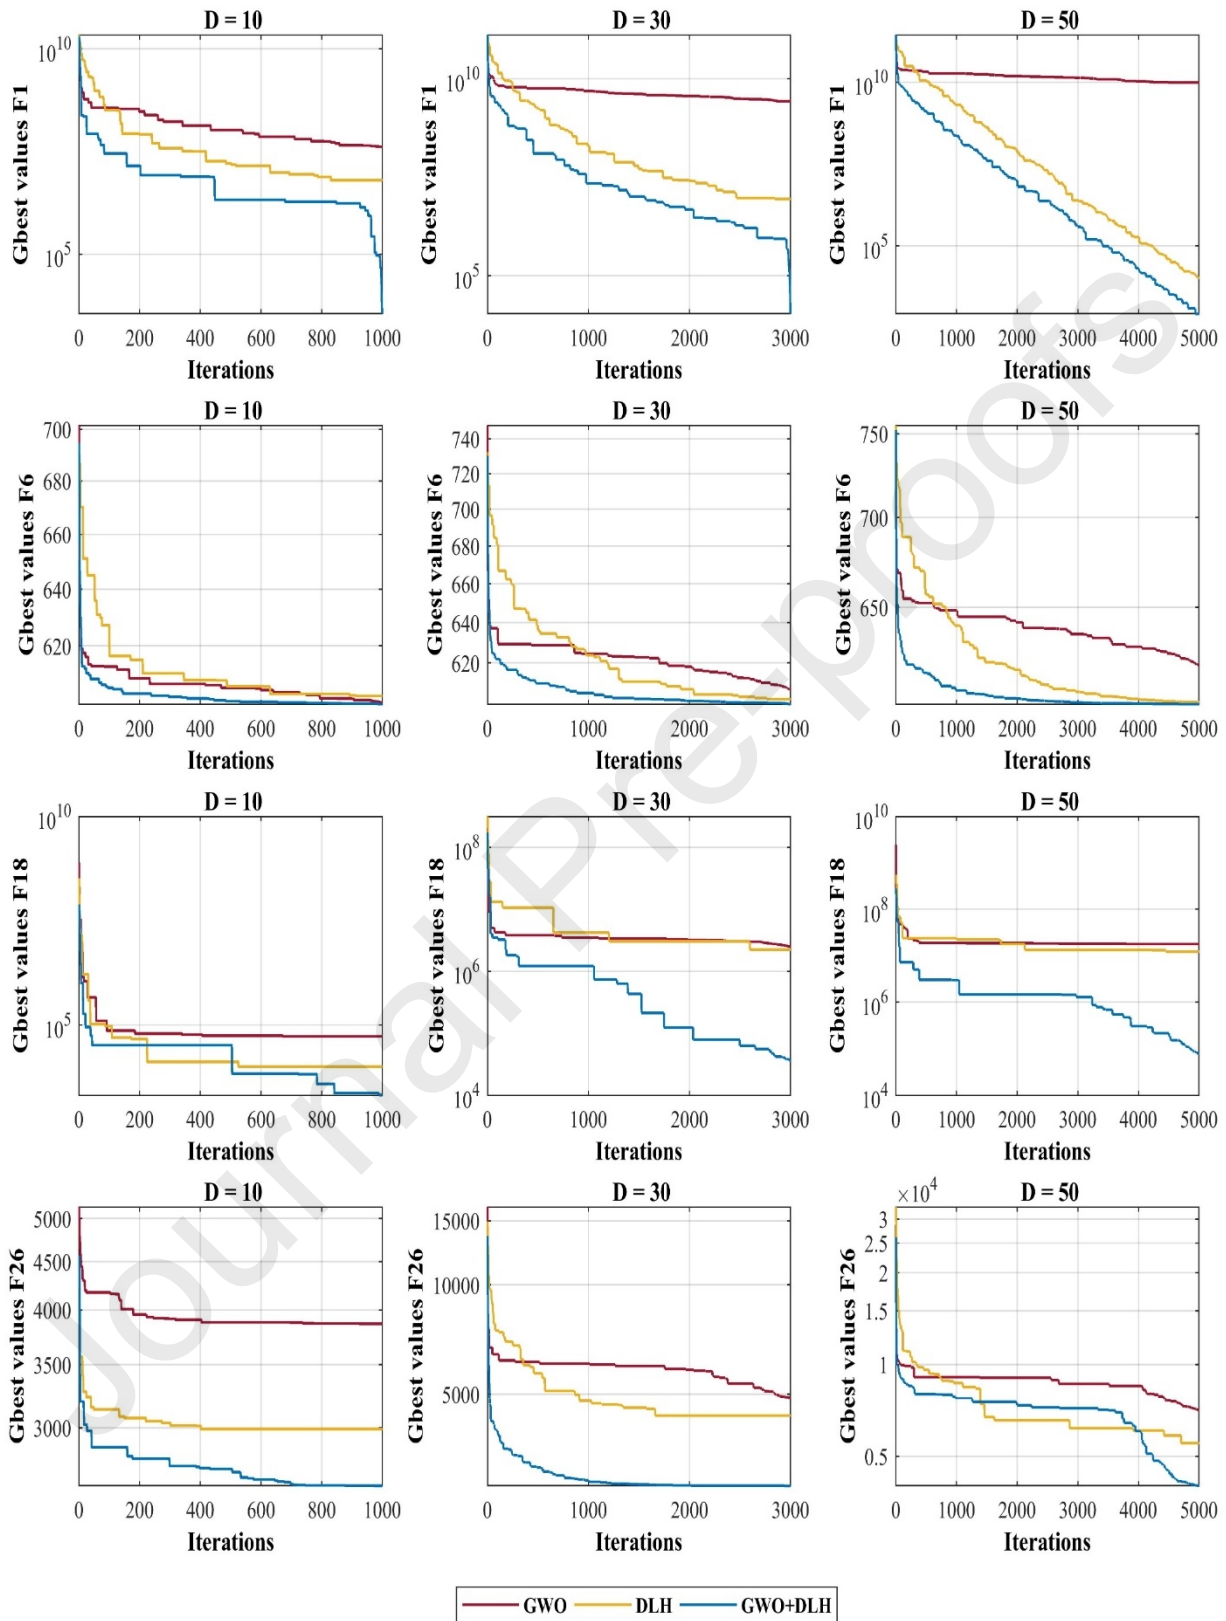 D = 10 D = 30 D = 50
Gbest values F1
10^10
10^5
0 200 400 600 800 1000
Iterations
Gbest values F1
10^10
10^5
0 1000 2000 3000
Iterations
Gbest values F1
10^10
10^5
0 1000 2000 3000 4000 5000
Iterations
D = 10 D = 30 D = 50
Gbest values F6
700
680
660
640
620
0 200 400 600 800 1000
Iterations
Gbest values F6
740
720
700
680
660
640
620
0 1000 2000 3000
Iterations
Gbest values F6
750
700
650
0 1000 2000 3000 4000 5000
Iterations
D = 10 D = 30 D = 50
Gbest values F18
10^10
10^5
0 200 400 600 800 1000
Iterations
Gbest values F18
10^8
10^6
10^4
0 1000 2000 3000
Iterations
Gbest values F18
10^10
10^8
10^6
10^4
0 1000 2000 3000 4000 5000
Iterations
D = 10 D = 30 D = 50
Gbest values F26
5000
4500
4000
3500
3000
0 200 400 600 800 1000
Iterations
Gbest values F26
15000
10000
5000
0 1000 2000 3000
Iterations
×10^4
Gbest values F26
3
2.5
2
1.5
1
0.5
0 1000 2000 3000 4000 5000
Iterations
GWO DLH GWO+DLH
Journal Pre-proofs